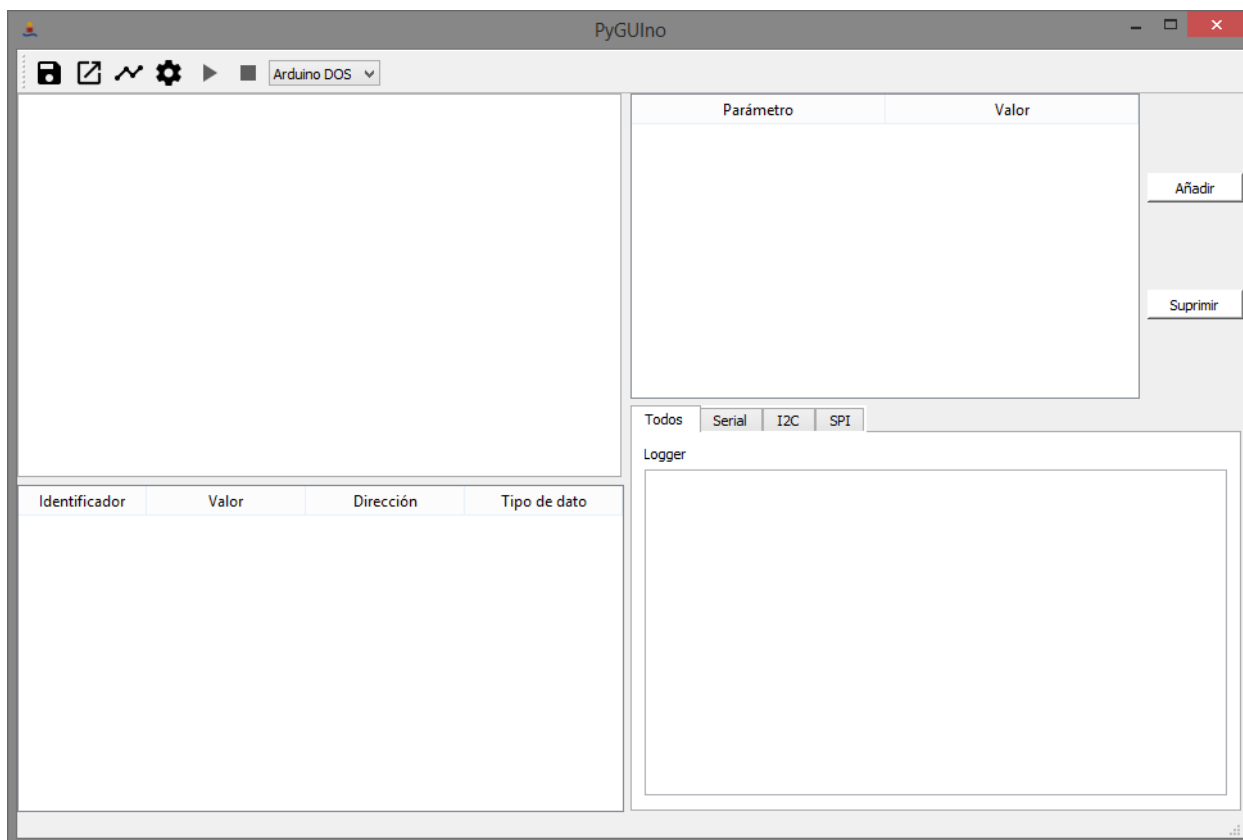 PyGUIno
Arduino DOS
Parámetro Valor
Añadir
Suprimir
Todos Serial I2C SPI
Logger
Identificador Valor Dirección Tipo de dato